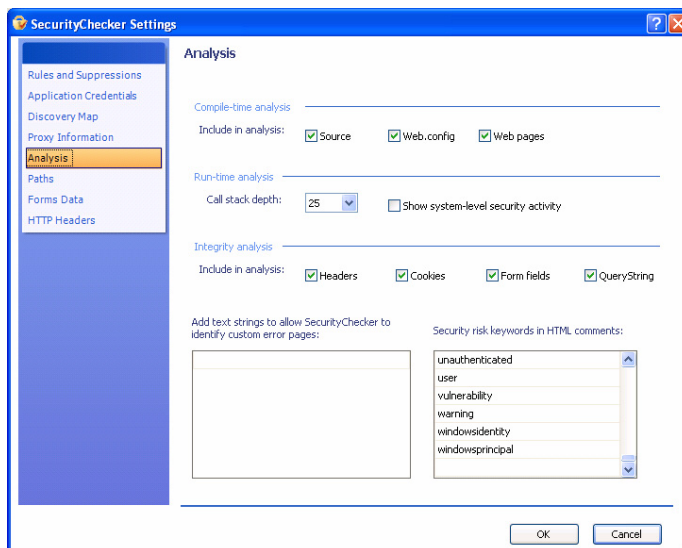 SecurityChecker Settings
Analysis
Rules and Suppressions
Application Credentials
Discovery Map
Proxy Information
Analysis
Paths
Forms Data
HTTP Headers
Compile-time analysis
Include in analysis: Source Web.config Web pages
Run-time analysis
Call stack depth: 25 Show system-level security activity
Integrity analysis
Include in analysis: Headers Cookies Form fields QueryString
Add text strings to allow SecurityChecker to
identify custom error pages:
Security risk keywords in HTML comments:
unauthenticated
user
vulnerability
warning
windowsidentity
windowsprincipal
OK Cancel